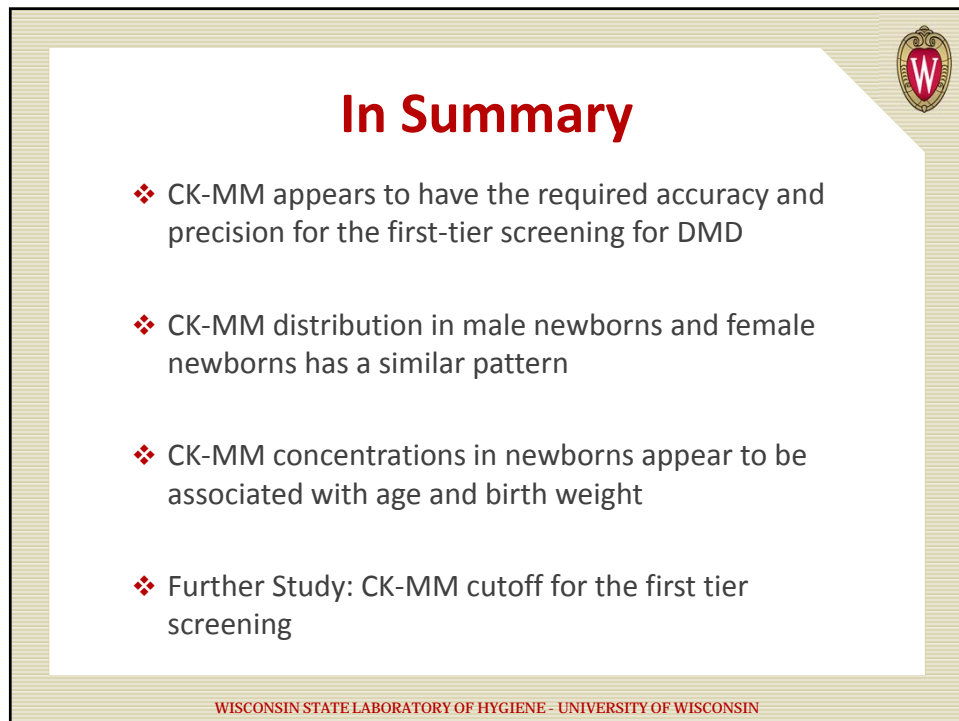 W
In Summary
❖ CK-MM appears to have the required accuracy and
precision for the first-tier screening for DMD
❖ CK-MM distribution in male newborns and female
newborns has a similar pattern
❖ CK-MM concentrations in newborns appear to be
associated with age and birth weight
❖ Further Study: CK-MM cutoff for the first tier
screening
WISCONSIN STATE LABORATORY OF HYGIENE - UNIVERSITY OF WISCONSIN